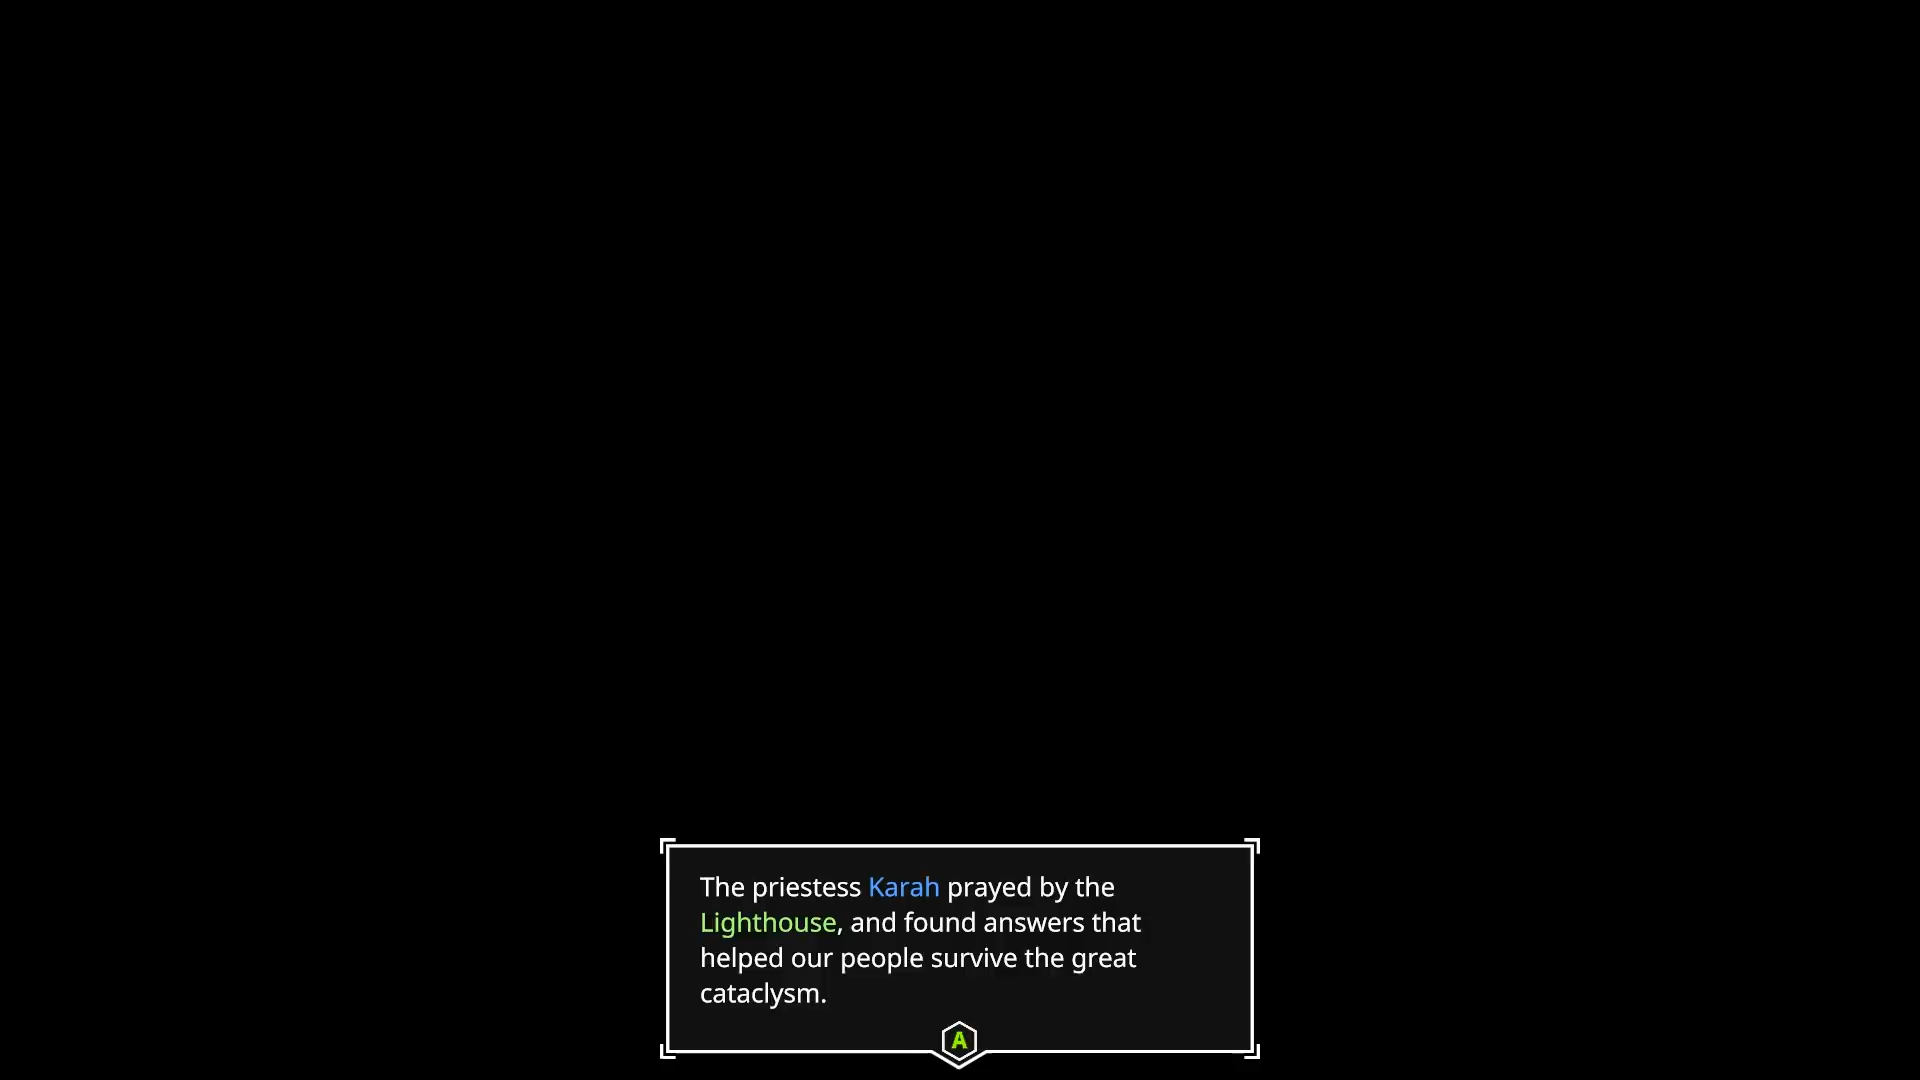 The priestess Karah prayed by the
Lighthouse, and found answers that
helped our people survive the great
cataclysm.
A